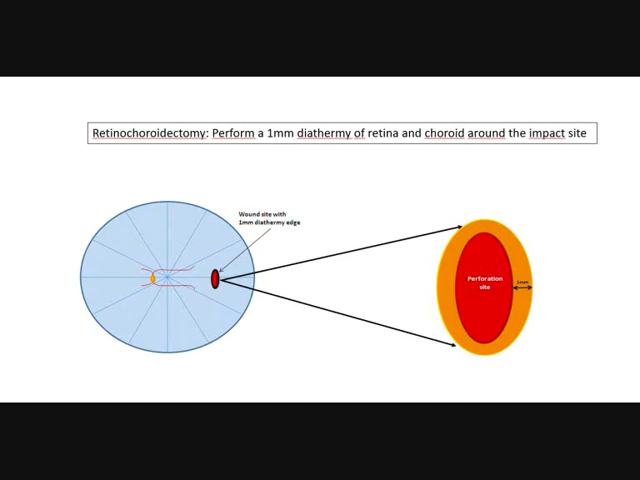 Retinochoroidectomy: Perform a 1mm diathermy of retina and choroid around the impact site
Wound site with
1mm diathermy edge
Perforation
site
1mm